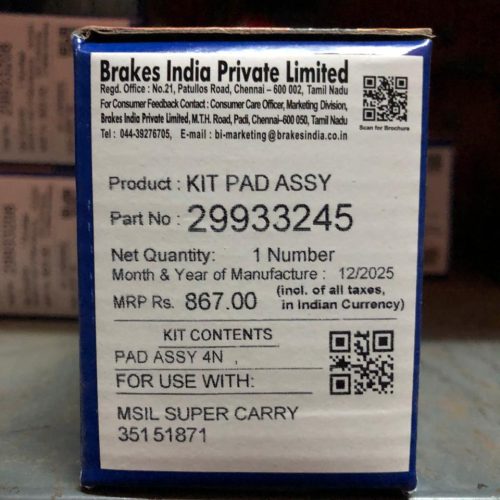 Brakes India Private Limited
Regd. Office : No.21, Patullos Road, Chennai – 600 002, Tamil Nadu
For Consumer Feedback Contact : Consumer Care Officer, Marketing Division,
Brakes India Private Limited, M.T.H. Road, Padi, Chennai–600 050, Tamil Nadu
Tel : 044-39276705, E-mail : bi-marketing@brakesindia.co.in
Scan for Brochure
Product : KIT PAD ASSY
Part No : 29933245
Net Quantity: 1 Number
Month & Year of Manufacture : 12/2025
MRP Rs. 867.00 (incl. of all taxes,
in Indian Currency)
KIT CONTENTS
PAD ASSY 4N ,
FOR USE WITH:
MSIL SUPER CARRY
35151871